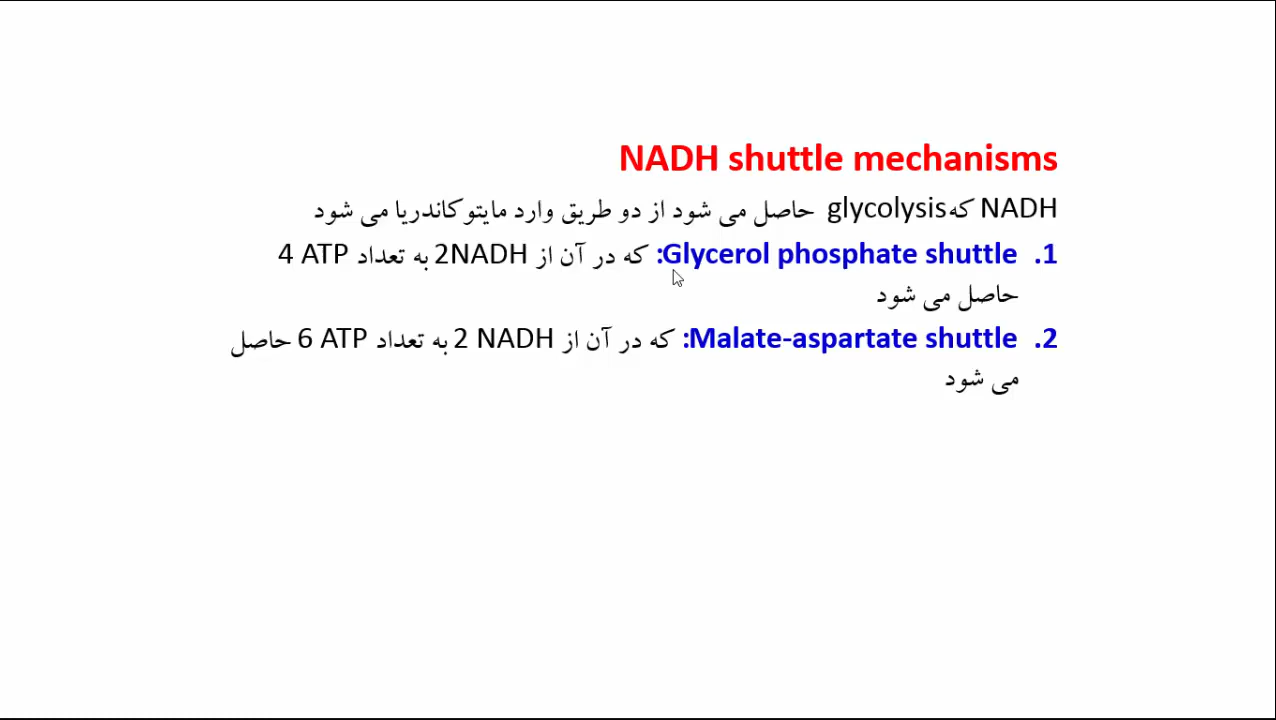 NADH shuttle mechanisms
NADH که glycolysis حاصل می شود از دو طریق وارد مایتوکاندریا می شود
1. Glycerol phosphate shuttle: که در آن از 2NADH به تعداد 4 ATP
حاصل می شود
2. Malate-aspartate shuttle: که در آن از 2 NADH به تعداد 6 ATP حاصل
می شود